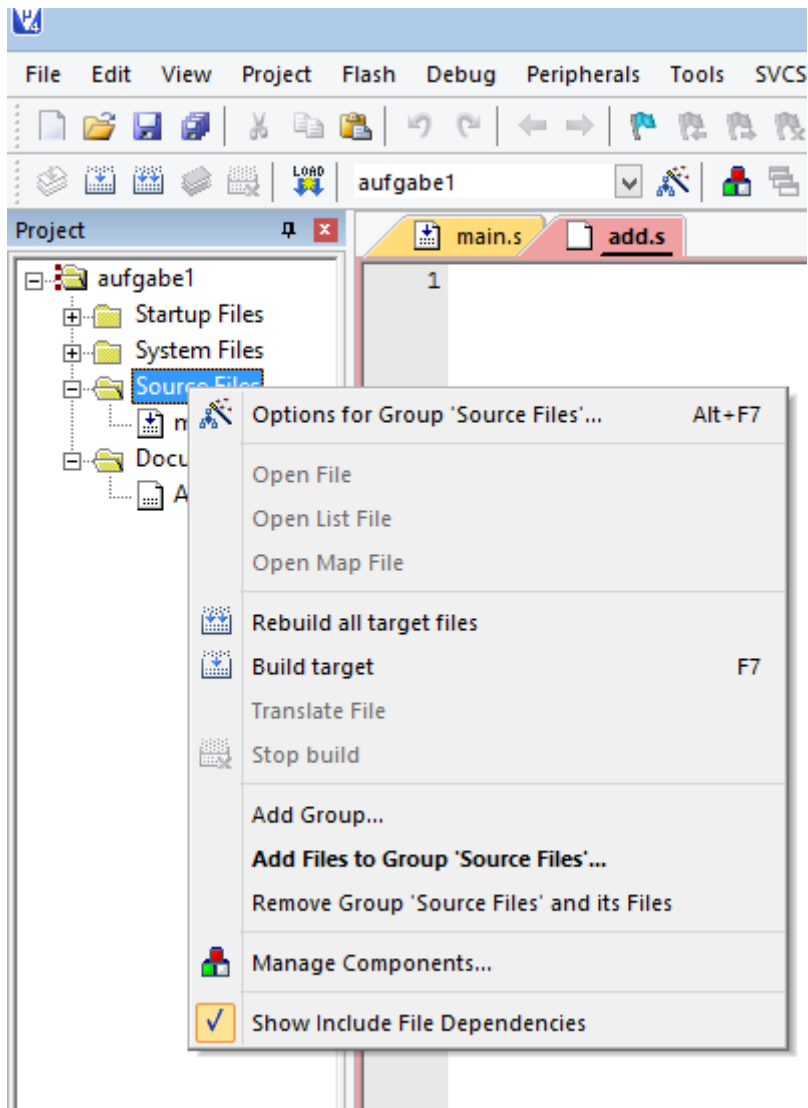 File Edit View Project Flash Debug Peripherals Tools SVCS
LOAD aufgabe1
Project
main.s add.s
aufgabe1
1
Startup Files
System Files
Source Files
Options for Group 'Source Files'... Alt+F7
Open File
Open List File
Open Map File
Rebuild all target files
Build target F7
Translate File
Stop build
Add Group...
Add Files to Group 'Source Files'...
Remove Group 'Source Files' and its Files
Manage Components...
Show Include File Dependencies